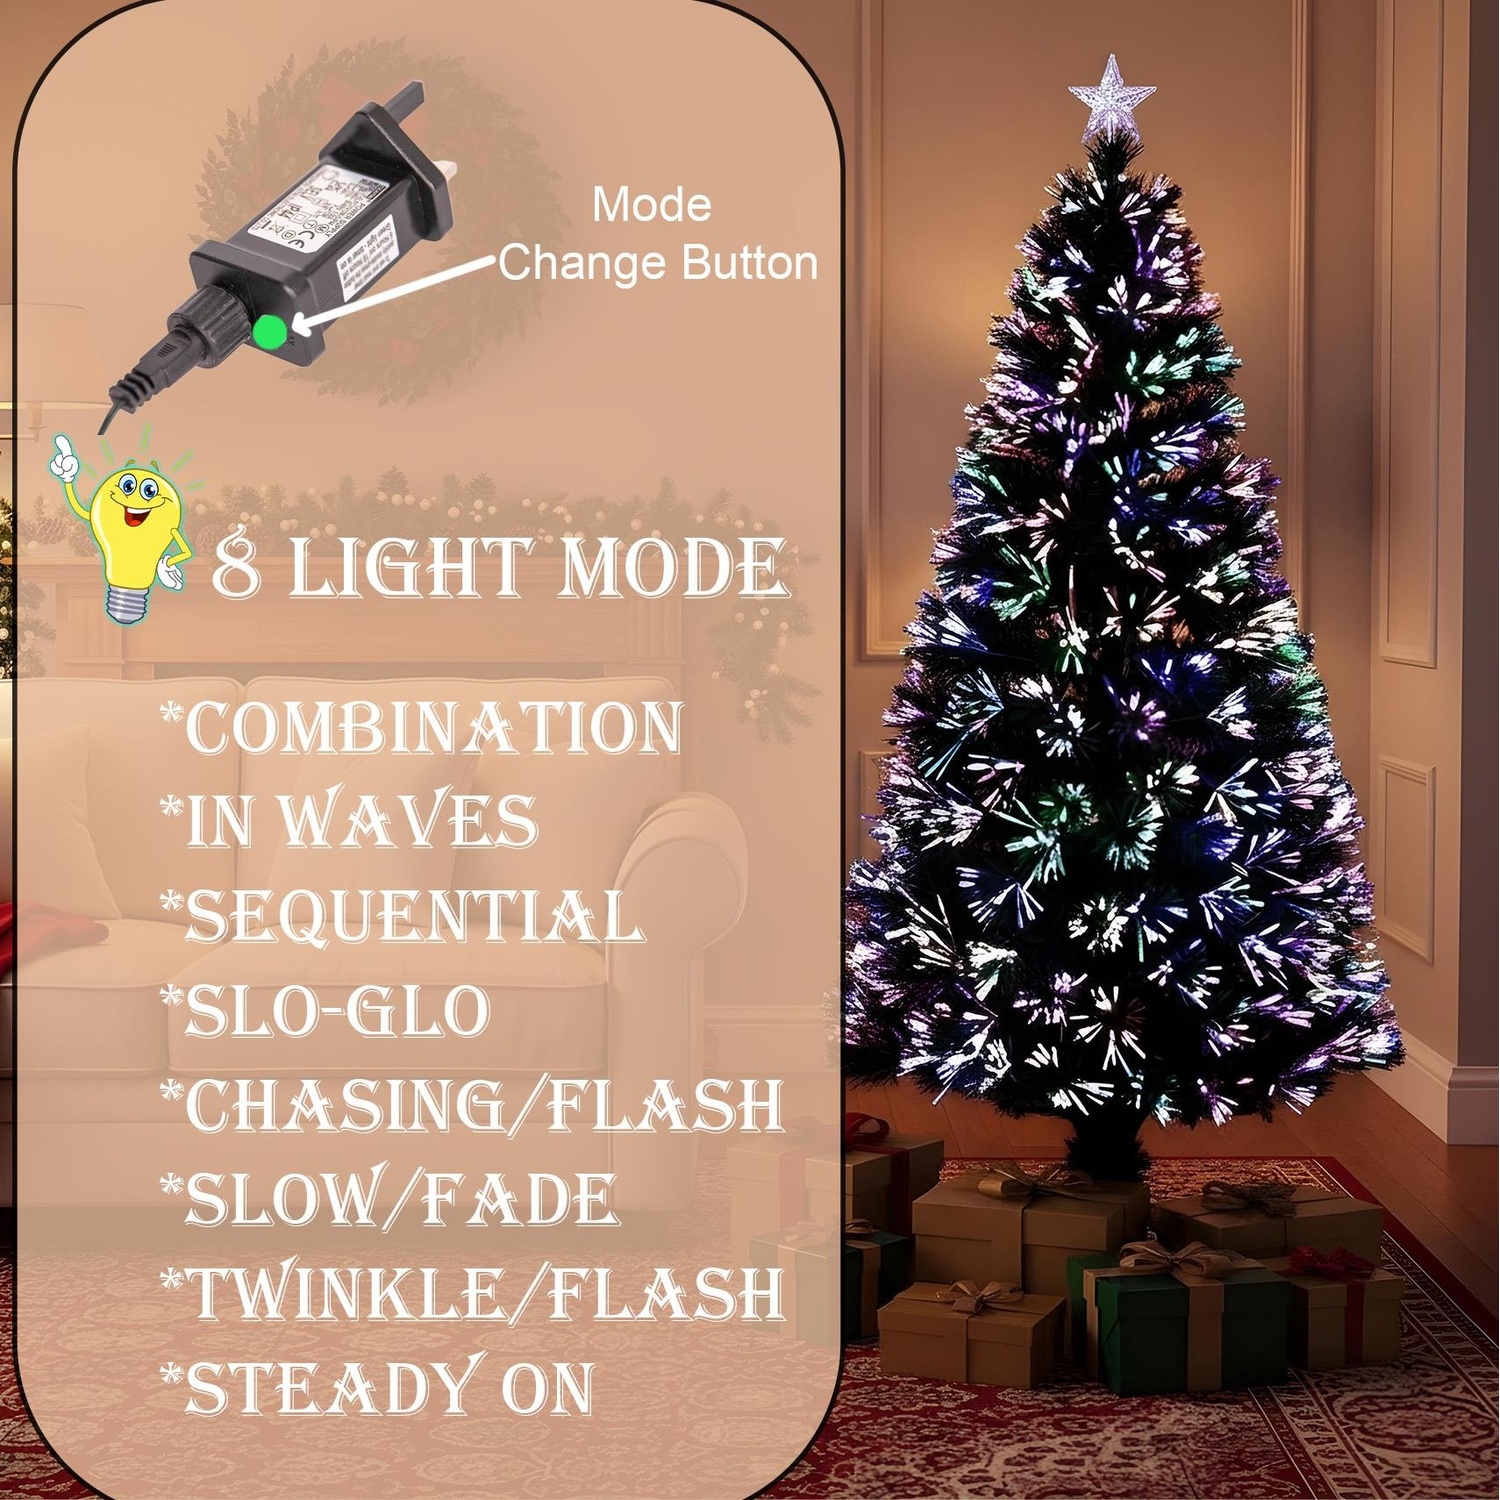 Mode
Change Button
8 LIGHT MODE
*COMBINATION
*IN WAVES
*SEQUENTIAL
*SLO-GLO
*CHASING/FLASH
*SLOW/FADE
*TWINKLE/FLASH
*STEADY ON